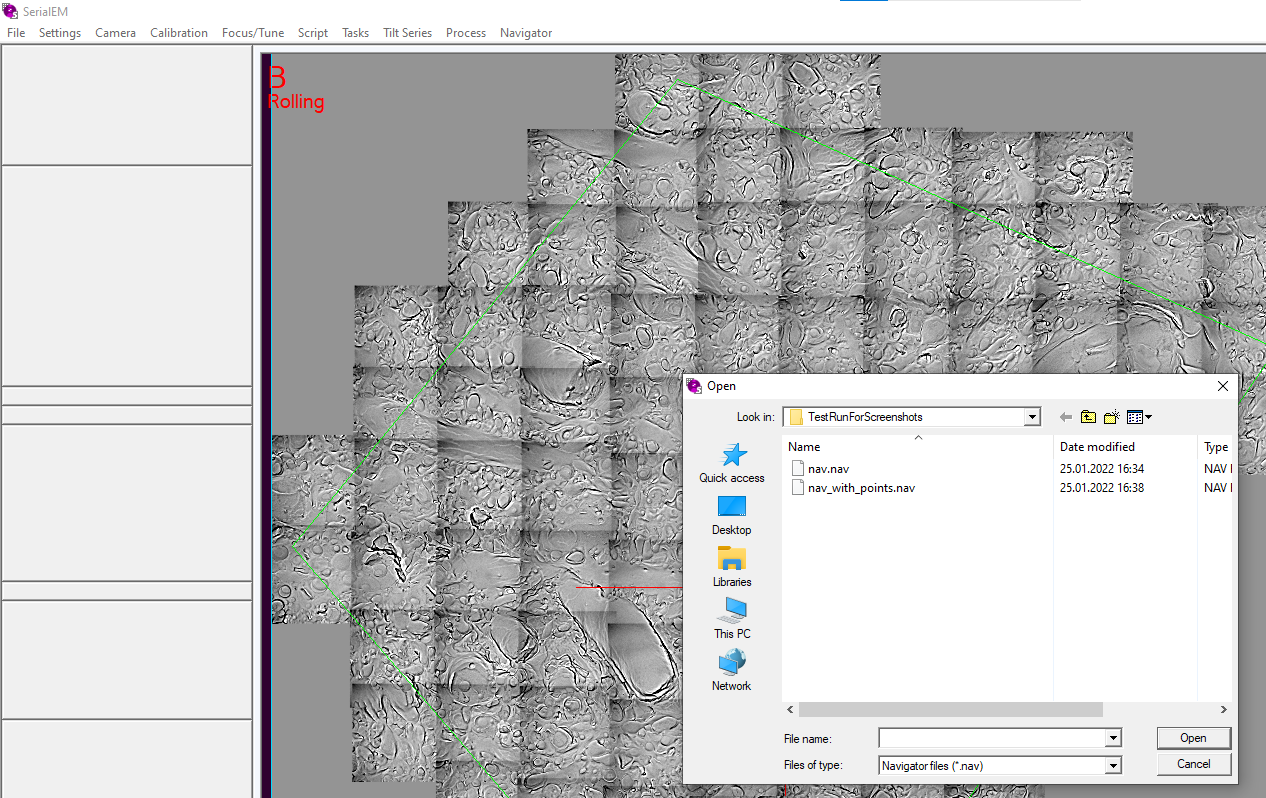 SerialEM
File Settings Camera Calibration Focus/Tune Script Tasks Tilt Series Process Navigator
B
Rolling
Open
Look in: TestRunForScreenshots
Name Date modified Type
nav.nav 25.01.2022 16:34 NAV
nav_with_points.nav 25.01.2022 16:38 NAV
Quick access
Desktop
Libraries
This PC
Network
File name: Open
Files of type: Navigator files (*.nav) Cancel